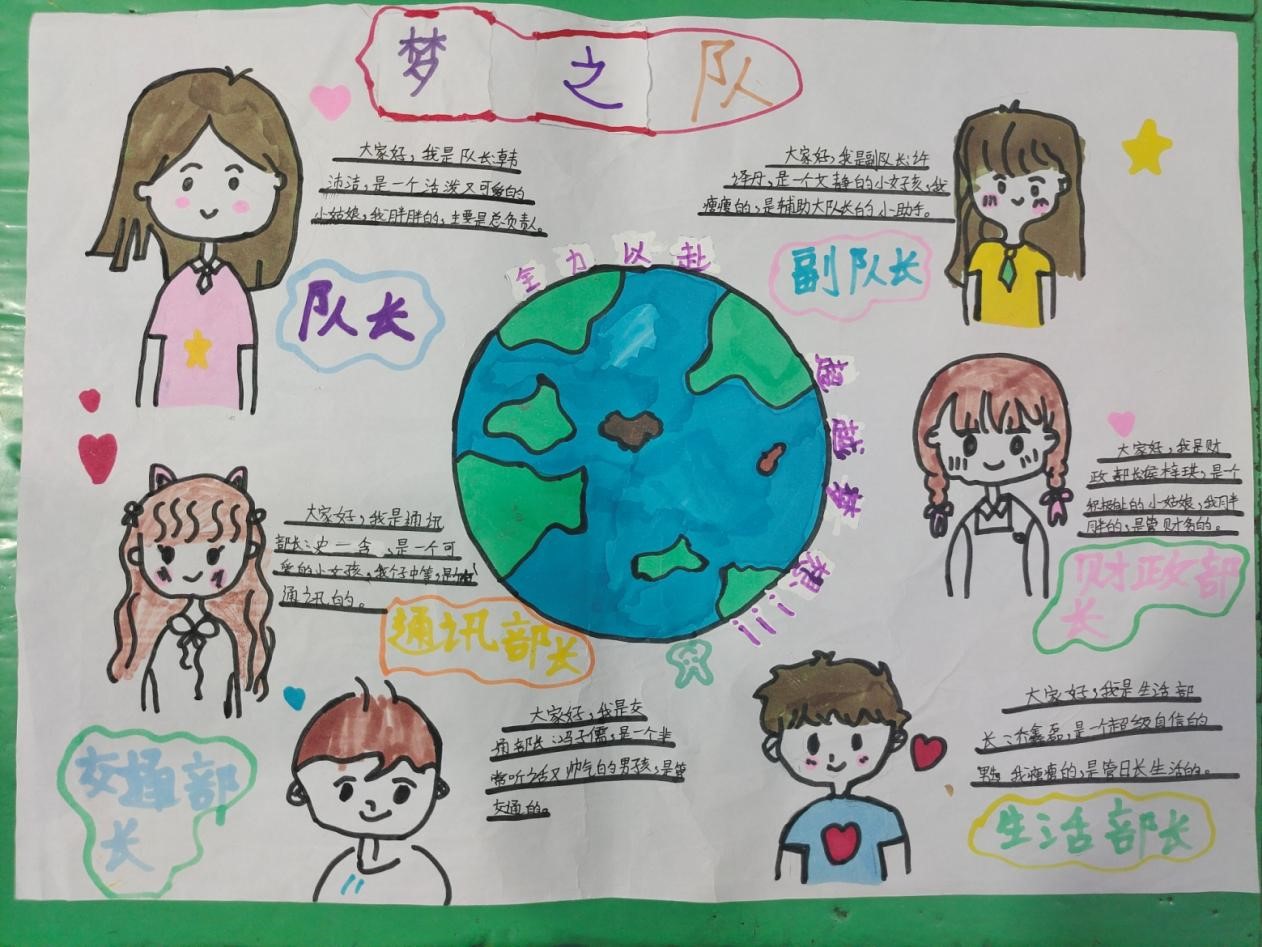 梦之队
大家好，我是队长：韩
沛洁，是一个活泼又可爱的
小姑娘，我胖胖的，主要是总负责人。
队长
大家好，我是副队长：许
译丹，是一个文静的小女孩，我
瘦瘦的，是辅助大队长的小助手。
副队长
全力以赴
超越梦想！！！
大家好，我是财
政部长侯梓琪，是一个
积极的小姑娘，我胖
胖的，是管财务的。
财政部
长
大家好，我是通讯
部长：史一含，是一个可
爱的小女孩，我个子中等，是
通讯的。
通讯部长
大家好，我是交
通部长：冯子儒，是一个非
常听话又帅气的男孩，是管
交通的。
交通部
长
大家好，我是生活部
长：鑫磊，是一个超级自信的
男 我瘦瘦的，是管日长生活的。
生活部长